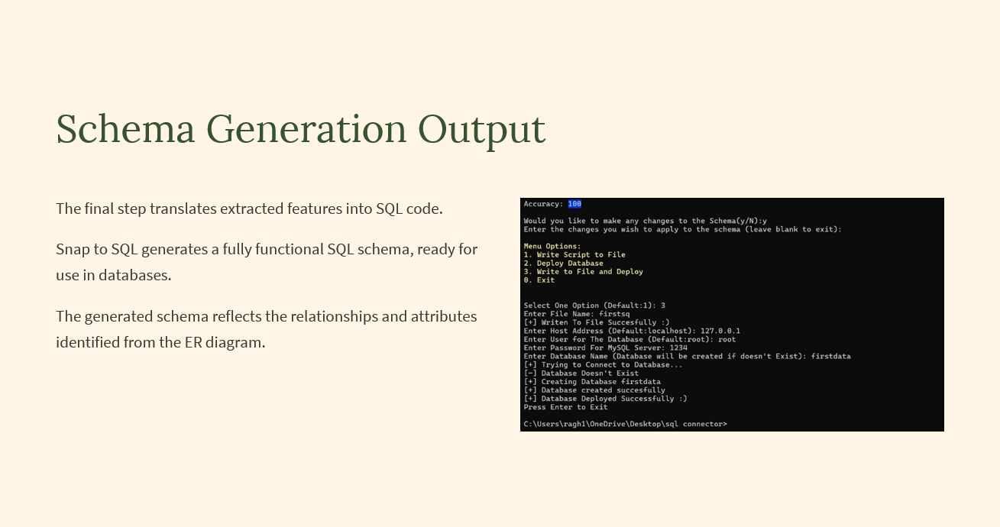 Schema Generation Output
The final step translates extracted features into SQL code.
Snap to SQL generates a fully functional SQL schema, ready for
use in databases.
The generated schema reflects the relationships and attributes
identified from the ER diagram.
Accuracy: 100
Would you like to make any changes to the Schema(y/N):y
Enter the changes you wish to apply to the schema (leave blank to exit):
Menu Options:
1. Write Script to File
2. Deploy Database
3. Write to File and Deploy
0. Exit
Select One Option (Default:1): 3
Enter File Name: firstsq
[+] Writen To File Succesfully :)
Enter Host Address (Default:localhost): 127.0.0.1
Enter User for The Database (Default:root): root
Enter Password For MySQL Server: 1234
Enter Database Name (Database will be created if doesn't Exist): firstdata
[+] Trying to Connect to Database...
[-] Database Doesn't Exist
[+] Creating Database firstdata
[+] Database created succesfully
[+] Database Deployed Successfully :)
Press Enter to Exit
C:\Users\ragh1\OneDrive\Desktop\sql connector>